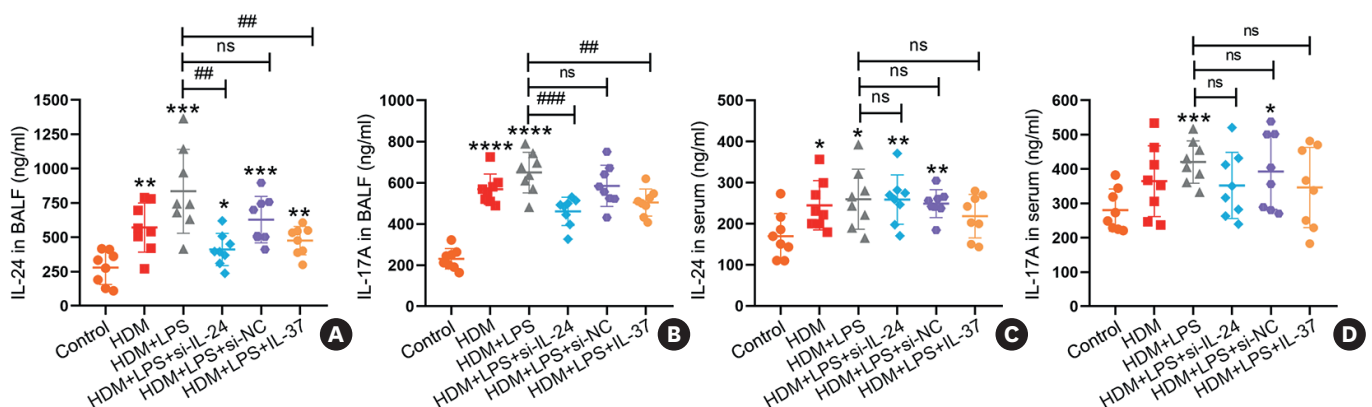 ##
ns
##
IL-24 in BALF (ng/ml)
1500
1250
1000
750
500
250
0
**
***
*
***
**
Control
HDM
HDM+LPS
HDM+LPS+si-IL-24
HDM+LPS+si-NC
HDM+LPS+IL-37
A
##
ns
###
IL-17A in BALF (ng/ml)
1000
800
600
400
200
0
****
****
Control
HDM
HDM+LPS
HDM+LPS+si-IL-24
HDM+LPS+si-NC
HDM+LPS+IL-37
B
ns
ns
ns
IL-24 in serum (ng/ml)
500
400
300
200
100
0
*
*
**
**
Control
HDM
HDM+LPS
HDM+LPS+si-IL-24
HDM+LPS+si-NC
HDM+LPS+IL-37
C
ns
ns
ns
IL-17A in serum (ng/ml)
600
500
400
300
200
100
0
***
*
Control
HDM
HDM+LPS
HDM+LPS+si-IL-24
HDM+LPS+si-NC
HDM+LPS+IL-37
D